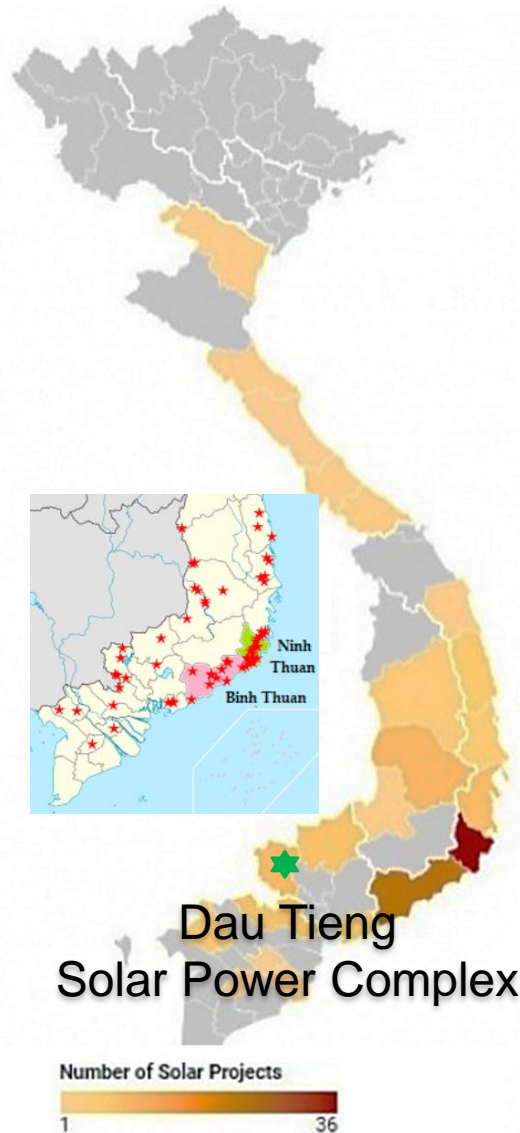 Ninh
Thuan
Binh Thuan
Dau Tieng
Solar Power Complex
Number of Solar Projects
1
36